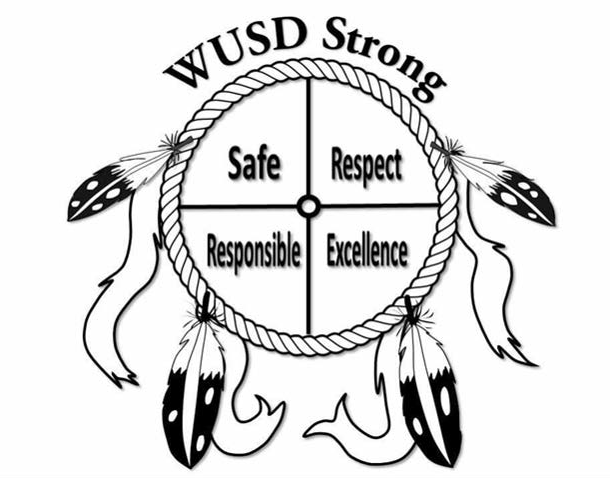 WUSD Strong
Safe
Respect
Responsible
Excellence